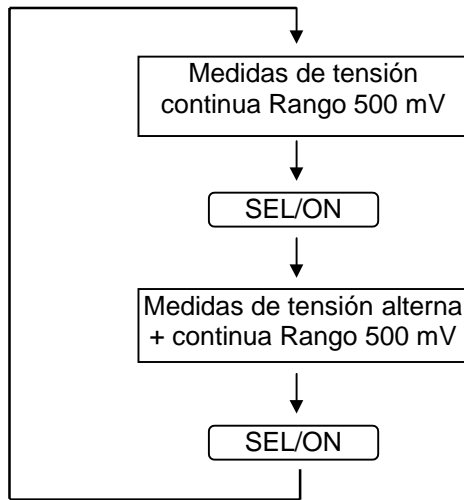 Medidas de tensión
continua Rango 500 mV
SEL/ON
Medidas de tensión alterna
+ continua Rango 500 mV
SEL/ON